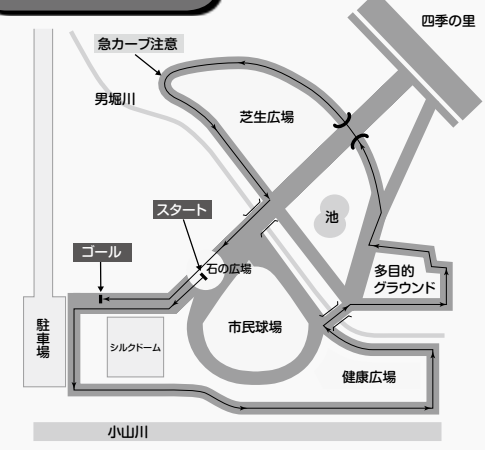 四季の里
急カーブ注意
男堀川
芝生広場
スタート
池
ゴール
石の広場
多目的
グラウンド
駐車場
シルクドーム
市民球場
健康広場
小山川